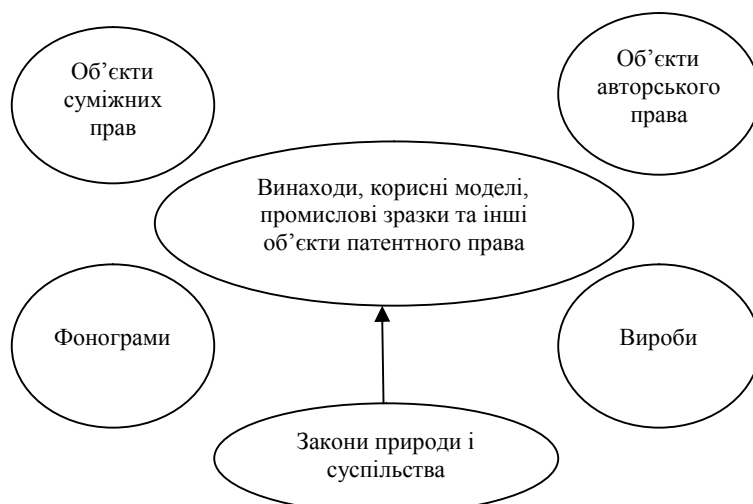 Об’єкти
суміжних
прав
Об’єкти
авторського
права
Винаходи, корисні моделі,
промислові зразки та інші
об’єкти патентного права
Фонограми
Вироби
Закони природи і
суспільства